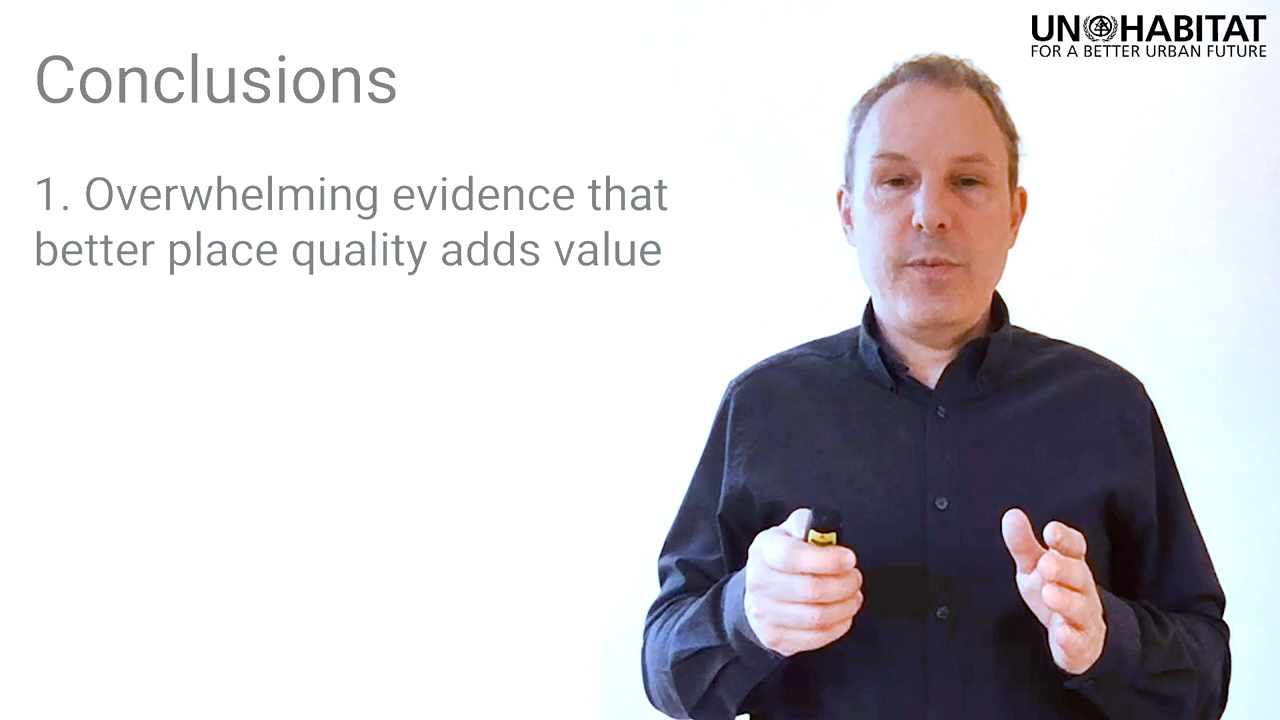 UN HABITAT
FOR A BETTER URBAN FUTURE
Conclusions
1. Overwhelming evidence that
better place quality adds value